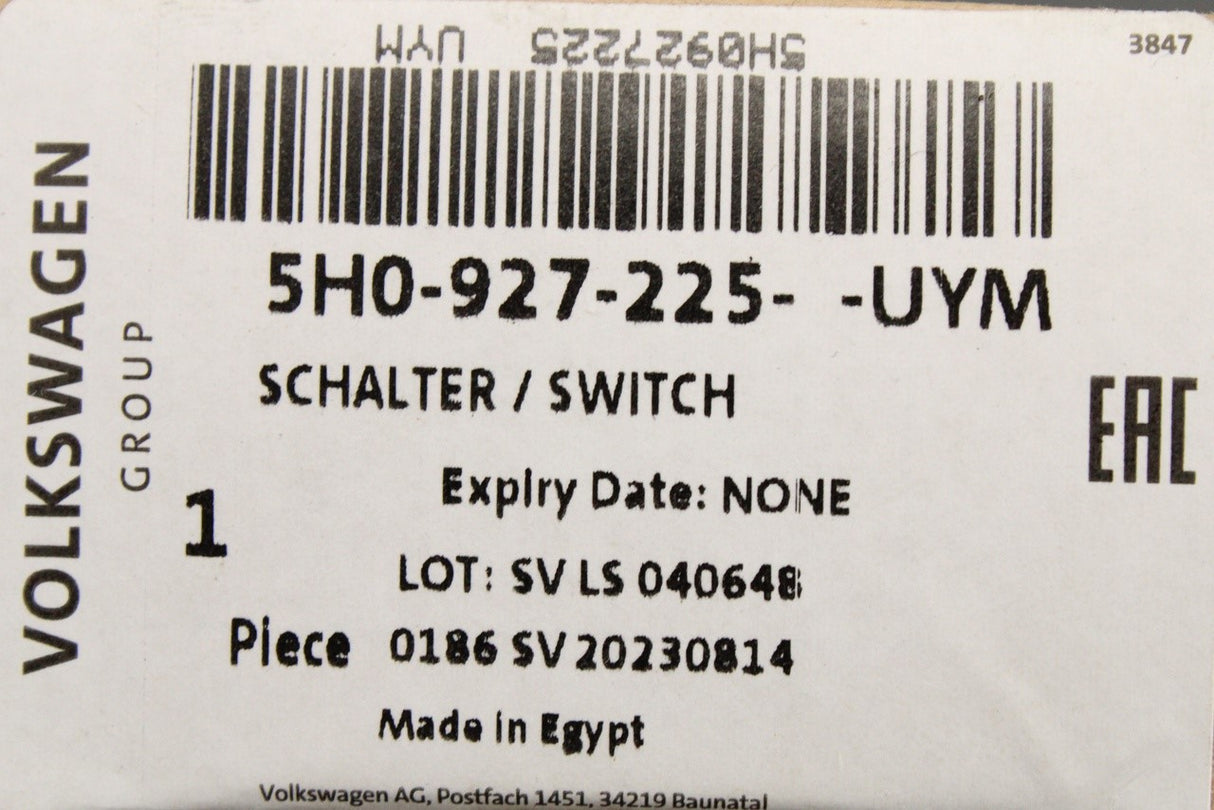 5H0927225 UYM
3847
VOLKSWAGEN
GROUP
5H0-927-225- -UYM
SCHALTER / SWITCH
EAC
Expiry Date: NONE
1
LOT: SV LS 040648
Piece 0186 SV 20230814
Made in Egypt
Volkswagen AG, Postfach 1451, 34219 Baunatal